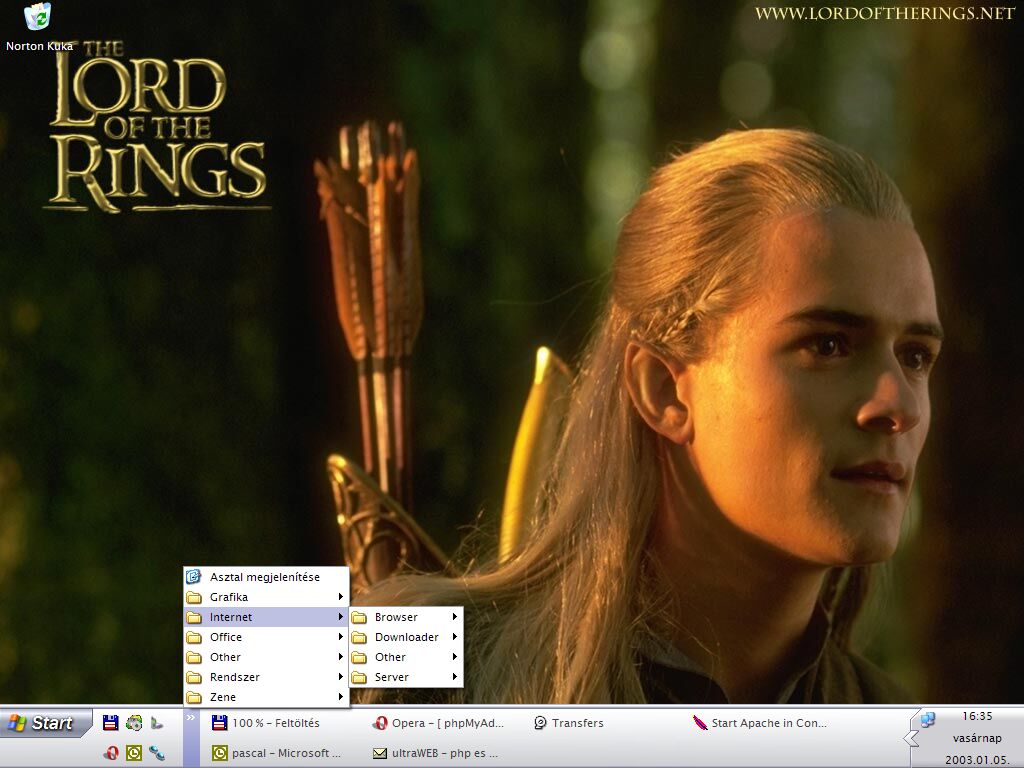 WWW.LORDOFTHERINGS.NET
Norton Kuka
THE
LORD
OF THE
RINGS
Asztal megjelenítése
Grafika
Internet
Office
Other
Rendszer
Zene
Browser
Downloader
Other
Server
Start
»
100 % - Feltöltés
Opera - [ phpMyAd...
Transfers
Start Apache in Con...
pascal - Microsoft ...
ultraWEB - php es ...
16:35
vasárnap
2003.01.05.